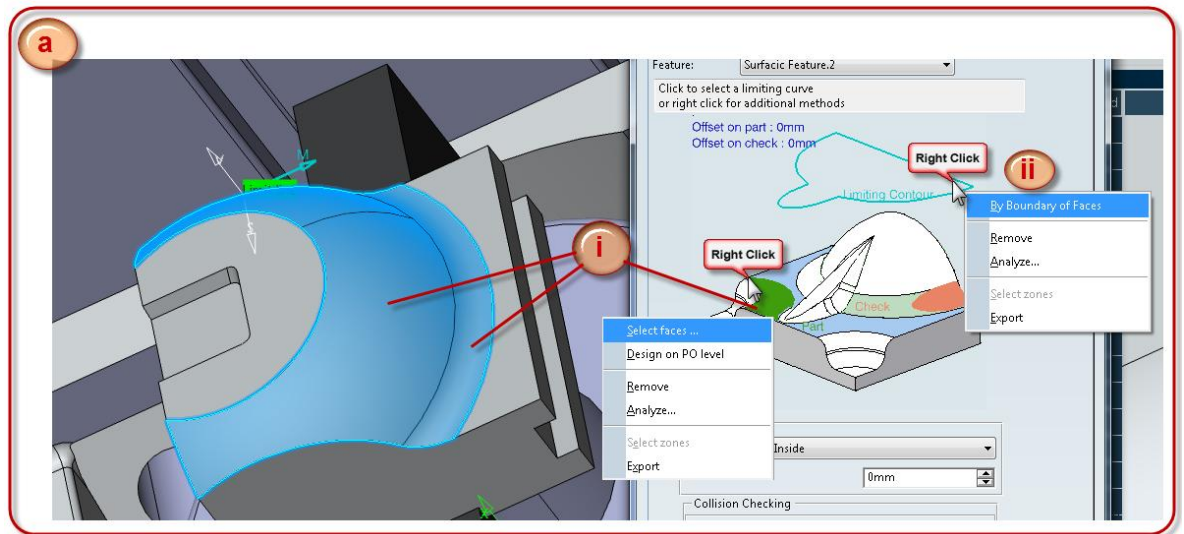 a
Feature:
Surfacic Feature.2
Click to select a limiting curve
or right click for additional methods
Offset on part : 0mm
Offset on check : 0mm
Right Click
ii
Limiting Contour
By Boundary of Faces
Remove
Analyze...
Select zones
Export
M
i
Right Click
Check
Part
Select faces ...
Design on PO level
Remove
Analyze...
Select zones
Export
Inside
0mm
Collision Checking